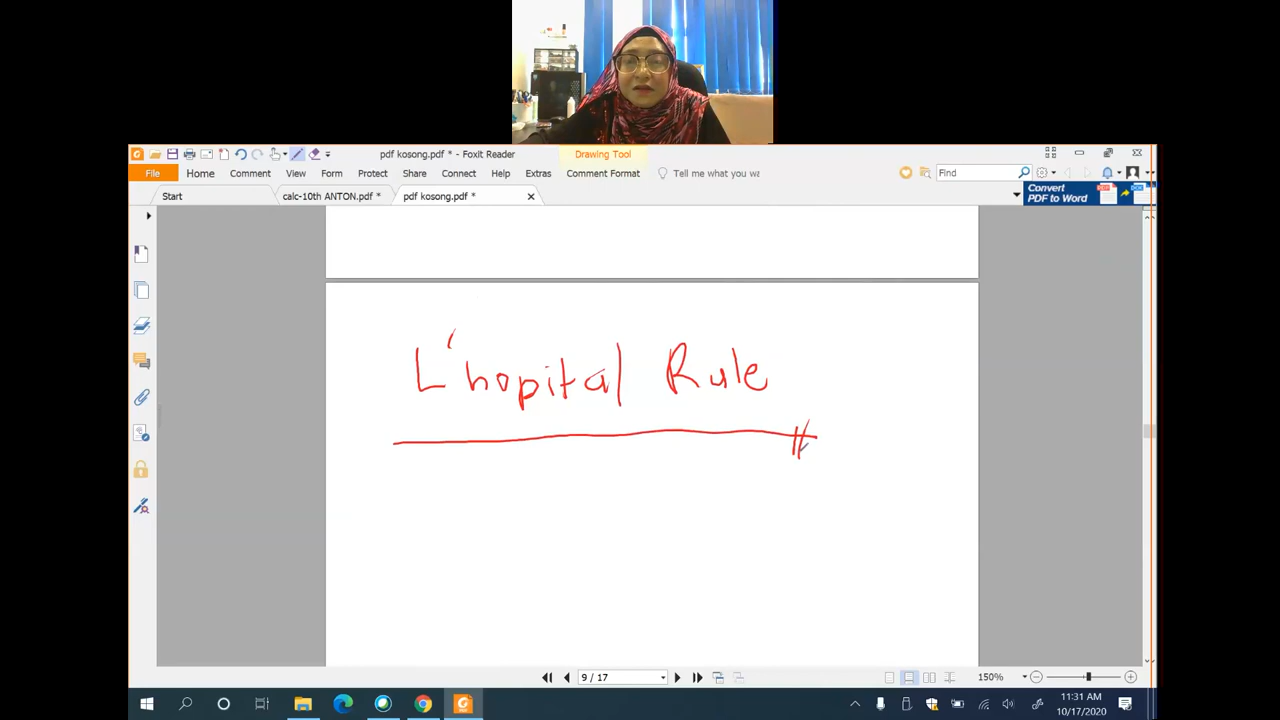 pdf kosong.pdf * - Foxit Reader
Drawing Tool
File Home Comment View Form Protect Share Connect Help Extras Comment Format Tell me what you wa Find
Start calc-10th ANTON.pdf * pdf kosong.pdf *
Convert
PDF to Word
L'hopital Rule
9 / 17
150%
11:31 AM
10/17/2020